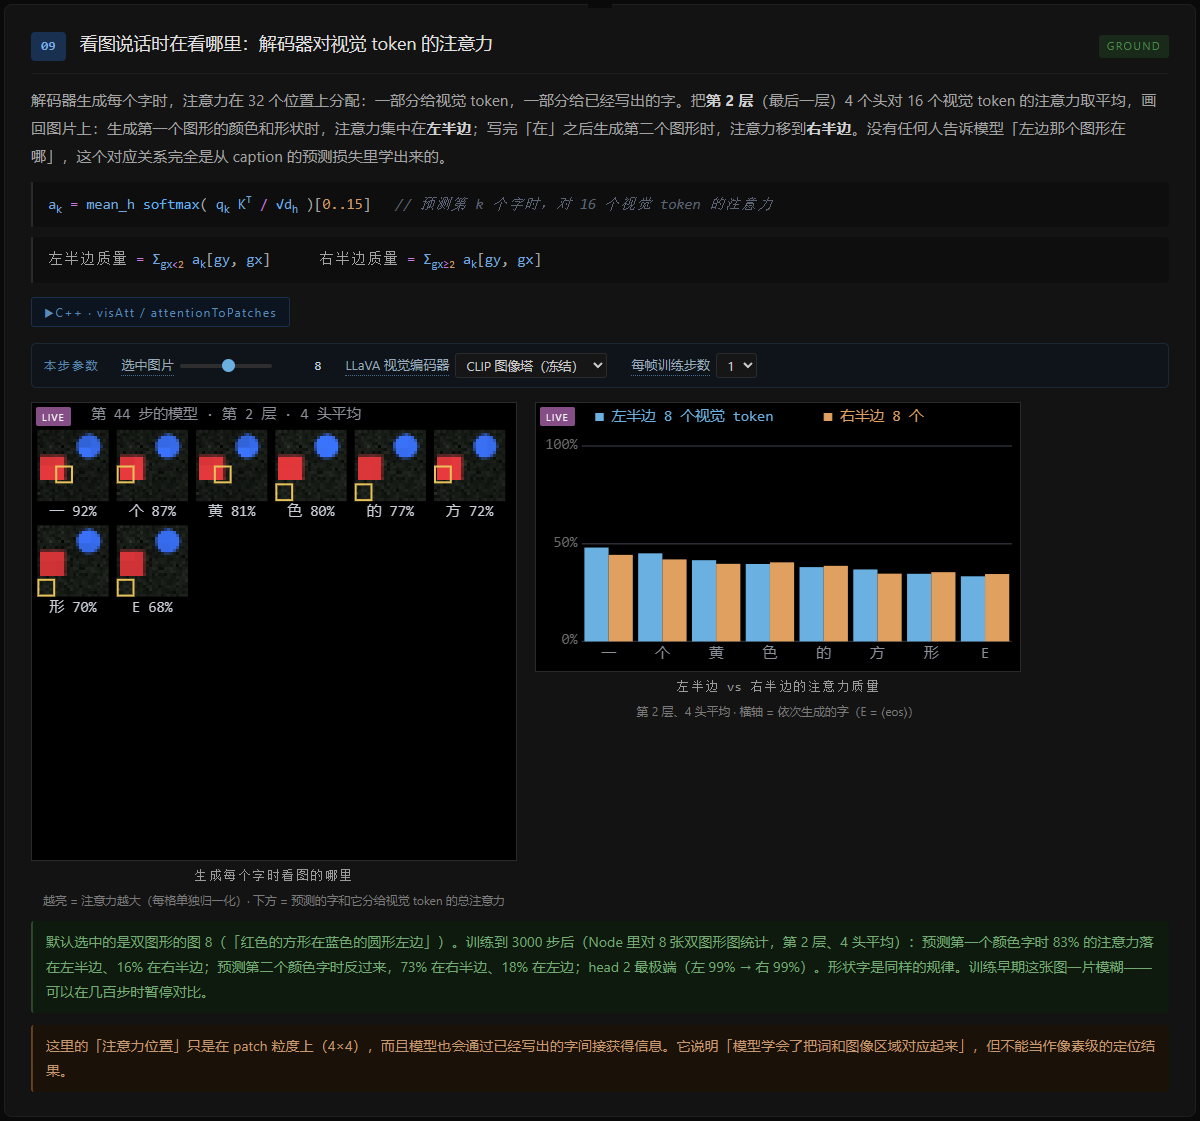 09 看图说话时在看哪里：解码器对视觉 token 的注意力 GROUND
解码器生成每个字时，注意力在 32 个位置上分配：一部分给视觉 token，一部分给已经写出的字。把第 2 层（最后一层）4 个头对 16 个视觉 token 的注意力取平均，画
回图片上：生成第一个图形的颜色和形状时，注意力集中在左半边；写完「在」之后生成第二个图形时，注意力移到右半边。没有任何人告诉模型「左边那个图形在
哪」，这个对应关系完全是从 caption 的预测损失里学出来的。
a_k = mean_h softmax( q_k K^T / √d_h )[0..15] // 预测第 k 个字时，对 16 个视觉 token 的注意力
左半边质量 = Σ_gx<2 a_k[gy, gx] 右半边质量 = Σ_gx≥2 a_k[gy, gx]
▶C++ · visAtt / attentionToPatches
本步参数 选中图片 8 LLaVA 视觉编码器 CLIP 图像塔（冻结） 每帧训练步数 1
LIVE 第 44 步的模型 · 第 2 层 · 4 头平均
一 92% 个 87% 黄 81% 色 80% 的 77% 方 72%
形 70% E 68%
生成每个字时看图的哪里
越亮 = 注意力越大（每格单独归一化）· 下方 = 预测的字和它分给视觉 token 的总注意力
LIVE ■ 左半边 8 个视觉 token ■ 右半边 8 个
100%
50%
0%
一 个 黄 色 的 方 形 E
左半边 vs 右半边的注意力质量
第 2 层、4 头平均 · 横轴 = 依次生成的字（E = ⟨eos⟩）
默认选中的是双图形的图 8（「红色的方形在蓝色的圆形左边」）。训练到 3000 步后（Node 里对 8 张双图形图统计，第 2 层、4 头平均）：预测第一个颜色字时 83% 的注意力落
在左半边、16% 在右半边；预测第二个颜色字时反过来，73% 在右半边、18% 在左边；head 2 最极端（左 99% → 右 99%）。形状字是同样的规律。训练早期这张图一片模糊——
可以在几百步时暂停对比。
这里的「注意力位置」只是在 patch 粒度上（4×4），而且模型也会通过已经写出的字间接获得信息。它说明「模型学会了把词和图像区域对应起来」，但不能当作像素级的定位结
果。